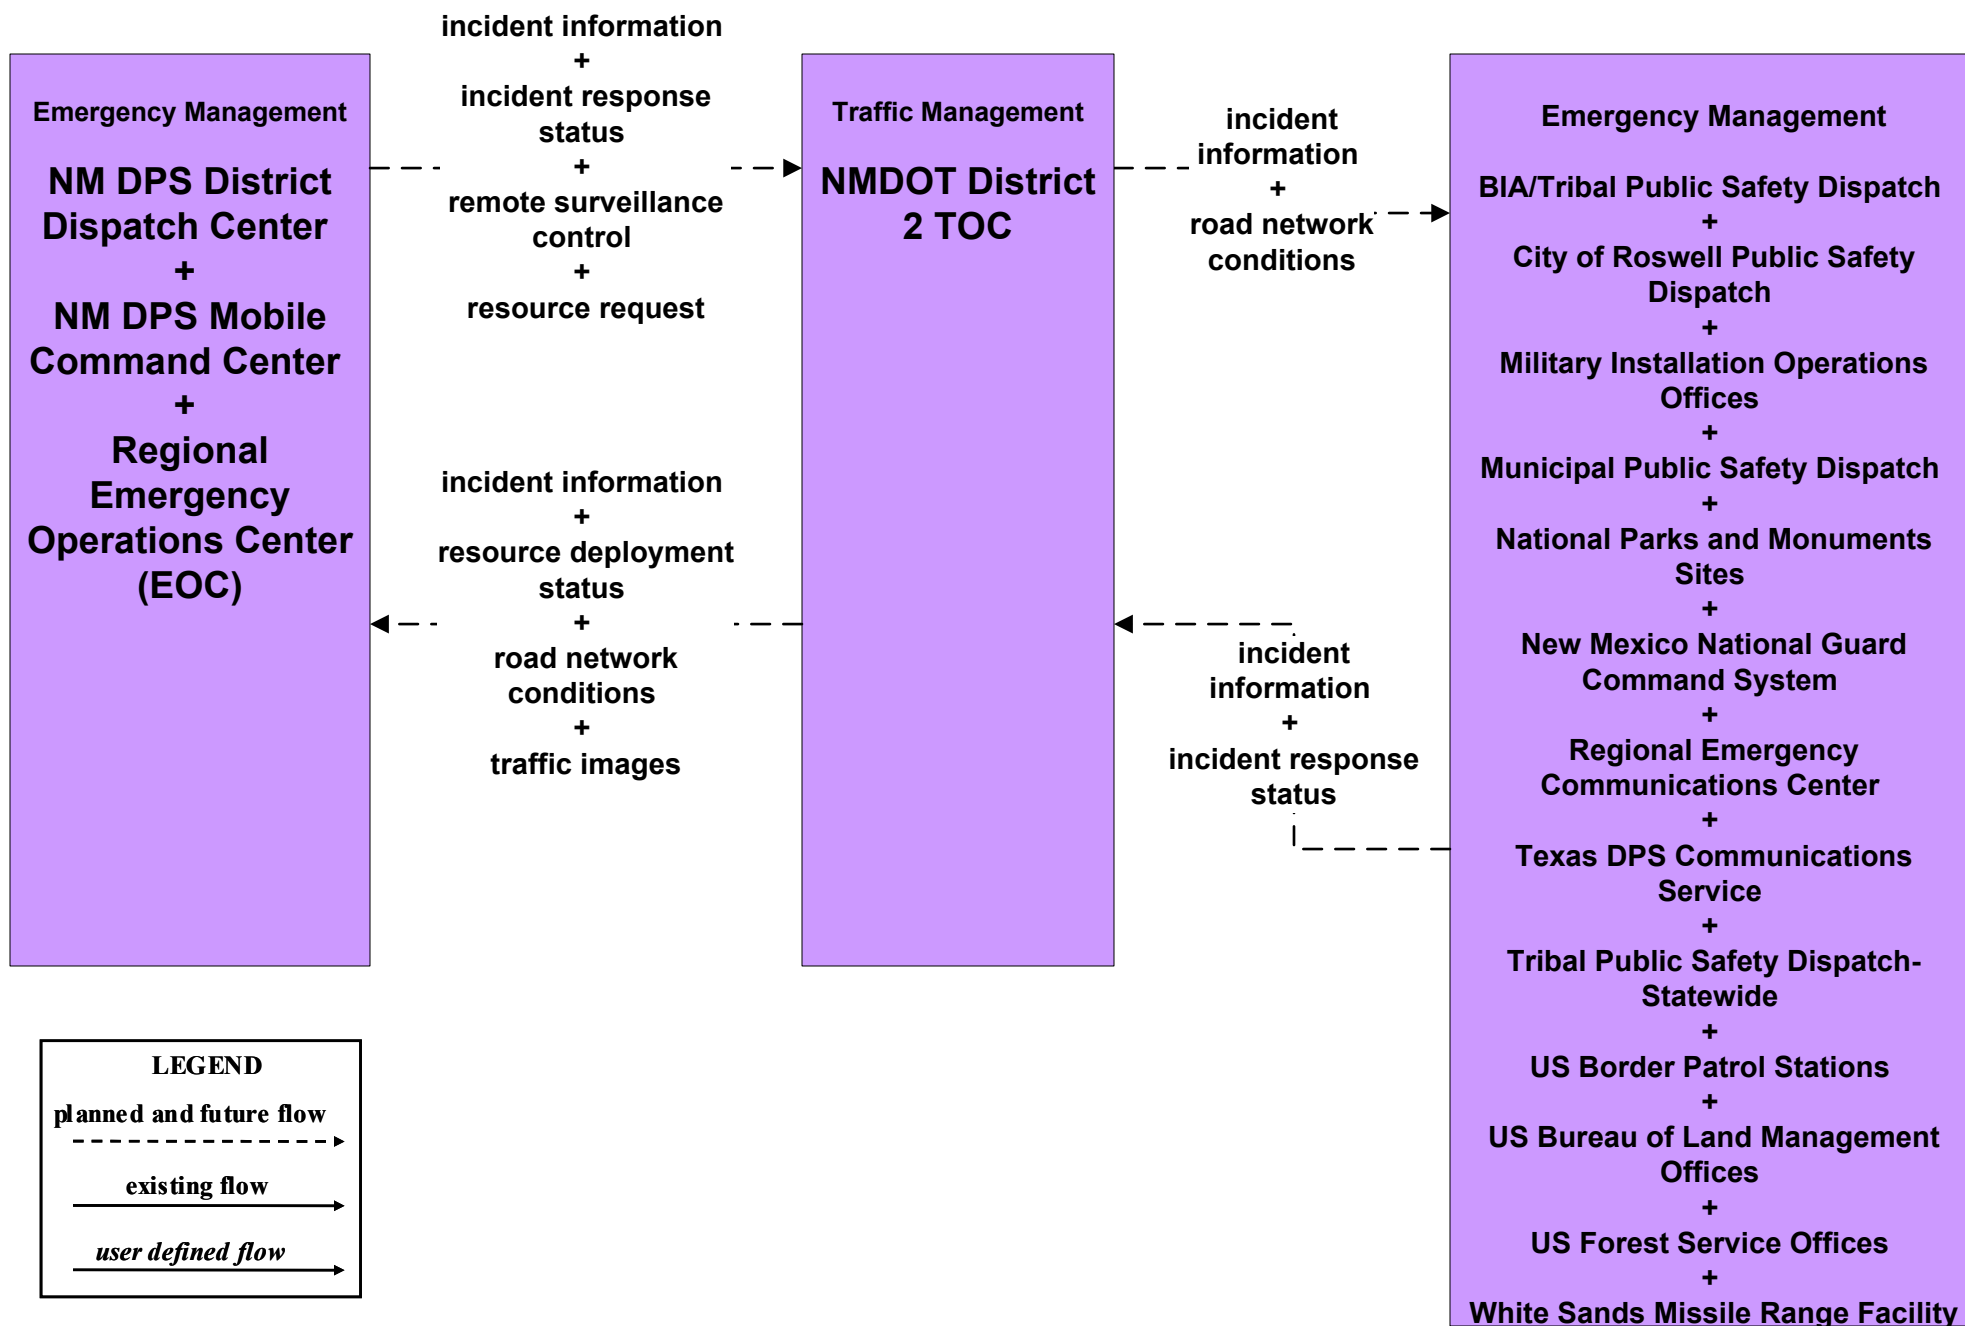 Emergency Management
NM DPS District
Dispatch Center
+
NM DPS Mobile
Command Center
+
Regional
Emergency
Operations Center
(EOC)
incident information
+
incident response
status
+
remote surveillance
control
+
resource request
incident information
+
resource deployment
status
+
road network
conditions
+
traffic images
Traffic Management
NMDOT District
2 TOC
incident
information
+
road network
conditions
incident
information
+
incident response
status
Emergency Management
BIA/Tribal Public Safety Dispatch
+
City of Roswell Public Safety
Dispatch
+
Military Installation Operations
Offices
+
Municipal Public Safety Dispatch
+
National Parks and Monuments
Sites
+
New Mexico National Guard
Command System
+
Regional Emergency
Communications Center
+
Texas DPS Communications
Service
+
Tribal Public Safety Dispatch-
Statewide
+
US Border Patrol Stations
+
US Bureau of Land Management
Offices
+
US Forest Service Offices
+
White Sands Missile Range Facility
LEGEND
planned and future flow
existing flow
user defined flow